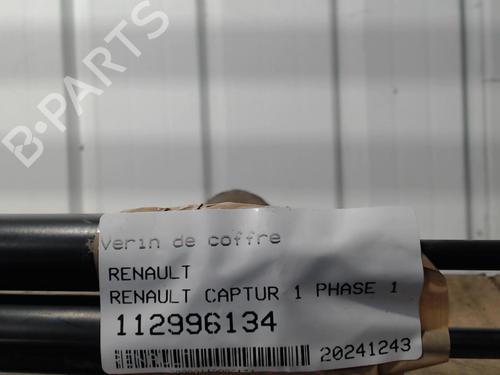 B-PARTS
Verin de coffre
RENAULT
RENAULT CAPTUR 1 PHASE 1
112996134
20241243